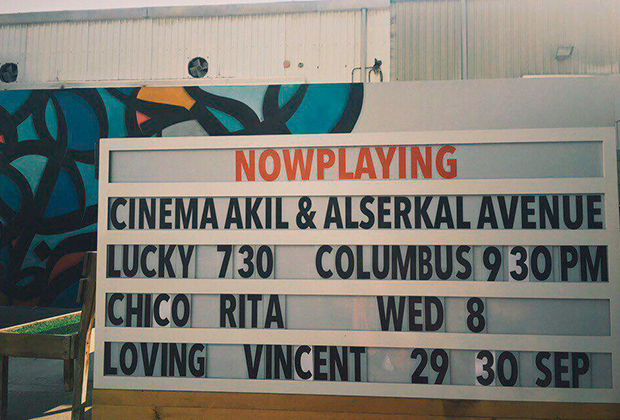 NOWPLAYING
CINEMA AKIL & ALSERKAL AVENUE
LUCKY 7 30 COLUMBUS 9 30 PM
CHICO RITA WED 8
LOVING VINCENT 29 30 SEP